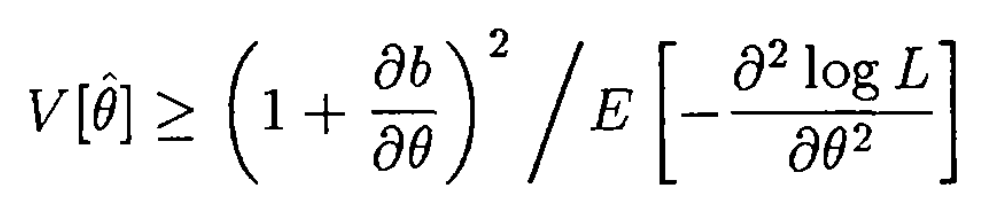 V[θ̂] ≥ (1 + ∂b/∂θ)² / E[−∂² log L/∂θ²]